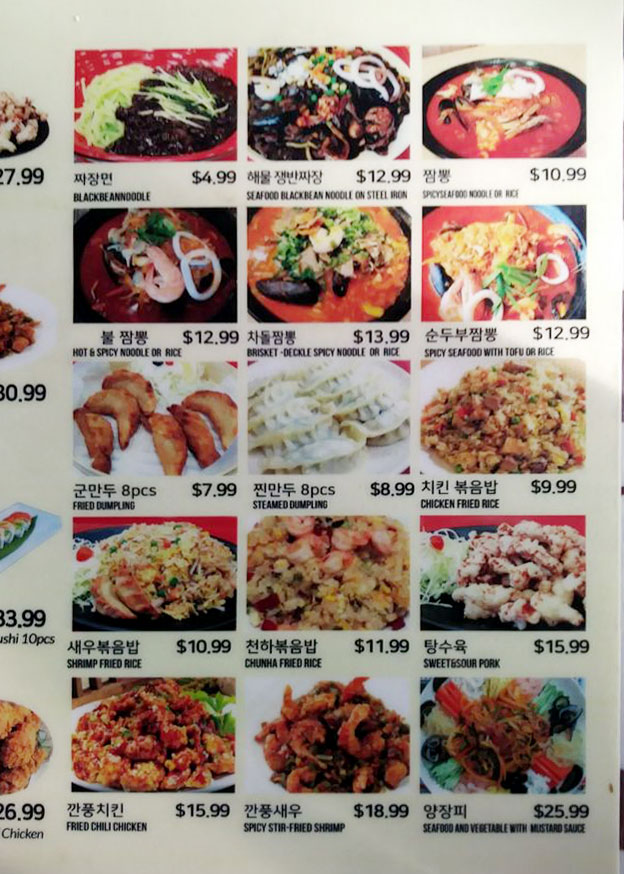 27.99
짜장면 $4.99
BLACKBEANNOODLE
해물 쟁반짜장 $12.99
SEAFOOD BLACKBEAN NOODLE ON STEEL IRON
짬뽕 $10.99
SPICYSEAFOOD NOODLE OR RICE
불 짬뽕 $12.99
HOT & SPICY NOODLE OR RICE
차돌짬뽕 $13.99
BRISKET -DECKLE SPICY NOODLE OR RICE
순두부짬뽕 $12.99
SPICY SEAFOOD WITH TOFU OR RICE
30.99
군만두 8pcs $7.99
FRIED DUMPLING
찐만두 8pcs $8.99
STEAMED DUMPLING
치킨 볶음밥 $9.99
CHICKEN FRIED RICE
33.99
ushi 10pcs
새우볶음밥 $10.99
SHRIMP FRIED RICE
천하볶음밥 $11.99
CHUNHA FRIED RICE
탕수육 $15.99
SWEET&SOUR PORK
26.99
Chicken
깐풍치킨 $15.99
FRIED CHILI CHICKEN
깐풍새우 $18.99
SPICY STIR-FRIED SHRIMP
양장피 $25.99
SEAFOOD AND VEGETABLE WITH MUSTARD SAUCE